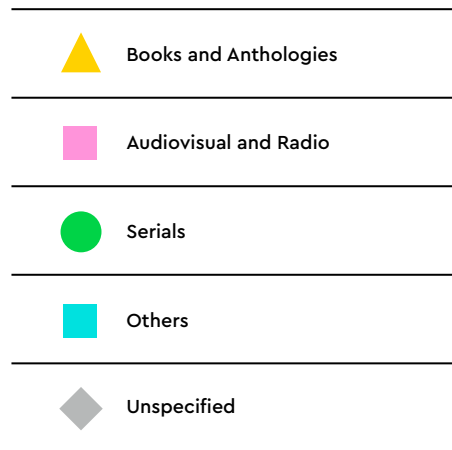 Books and Anthologies
Audiovisual and Radio
Serials
Others
Unspecified